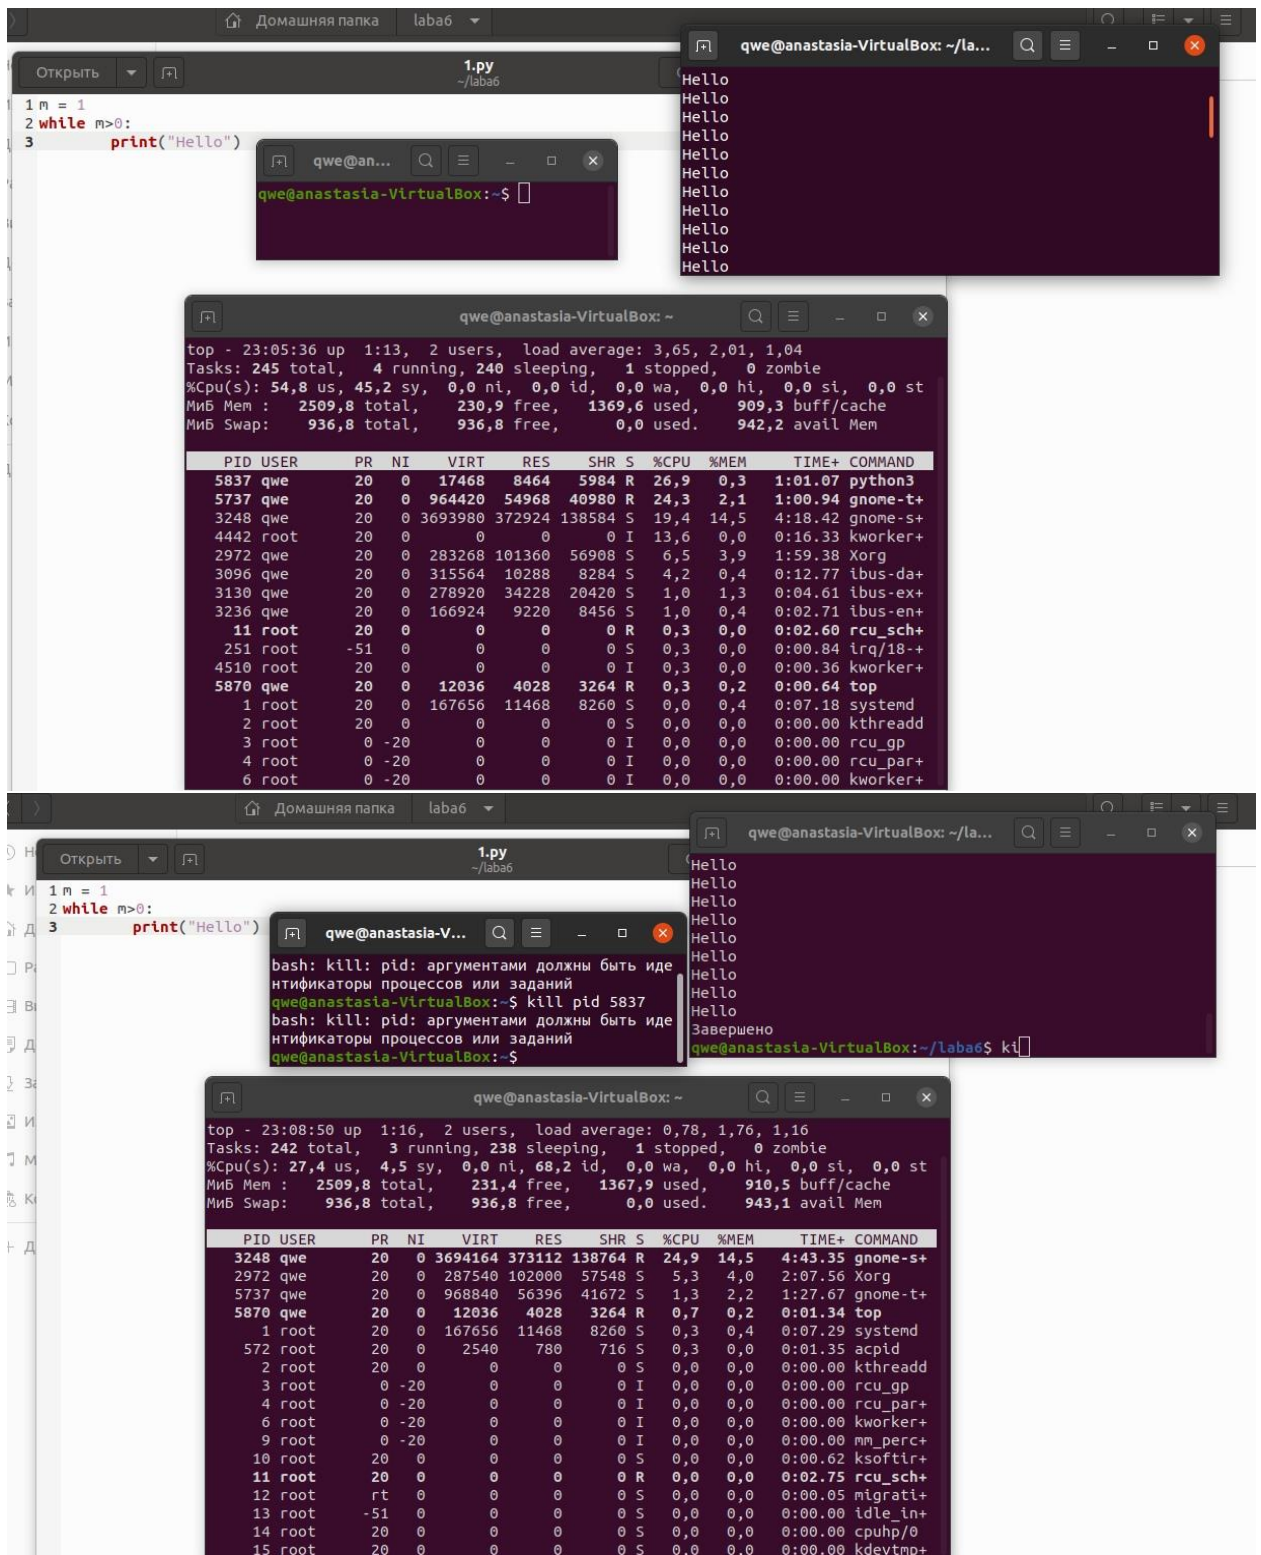 Домашняя папка laba6
qwe@anastasia-VirtualBox: ~/la...
Открыть
1.py
~/laba6
1 m = 1
2 while m>0:
3 print("Hello")
Hello
Hello
Hello
Hello
Hello
Hello
Hello
Hello
Hello
Hello
Hello
qwe@an...
qwe@anastasia-VirtualBox:~$
qwe@anastasia-VirtualBox: ~
top - 23:05:36 up 1:13, 2 users, load average: 3,65, 2,01, 1,04
Tasks: 245 total, 4 running, 240 sleeping, 1 stopped, 0 zombie
%Cpu(s): 54,8 us, 45,2 sy, 0,0 ni, 0,0 id, 0,0 wa, 0,0 hi, 0,0 si, 0,0 st
МиБ Mem : 2509,8 total, 230,9 free, 1369,6 used, 909,3 buff/cache
МиБ Swap: 936,8 total, 936,8 free, 0,0 used. 942,2 avail Mem
PID USER PR NI VIRT RES SHR S %CPU %MEM TIME+ COMMAND
5837 qwe 20 0 17468 8464 5984 R 26,9 0,3 1:01.07 python3
5737 qwe 20 0 964420 54968 40980 R 24,3 2,1 1:00.94 gnome-t+
3248 qwe 20 0 3693980 372924 138584 S 19,4 14,5 4:18.42 gnome-s+
4442 root 20 0 0 0 0 I 13,6 0,0 0:16.33 kworker+
2972 qwe 20 0 283268 101360 56908 S 6,5 3,9 1:59.38 Xorg
3096 qwe 20 0 315564 10288 8284 S 4,2 0,4 0:12.77 ibus-da+
3130 qwe 20 0 278920 34228 20420 S 1,0 1,3 0:04.61 ibus-ex+
3236 qwe 20 0 166924 9220 8456 S 1,0 0,4 0:02.71 ibus-en+
11 root 20 0 0 0 0 R 0,3 0,0 0:02.60 rcu_sch+
251 root -51 0 0 0 0 S 0,3 0,0 0:00.84 irq/18-+
4510 root 20 0 0 0 0 I 0,3 0,0 0:00.36 kworker+
5870 qwe 20 0 12036 4028 3264 R 0,3 0,2 0:00.64 top
1 root 20 0 167656 11468 8260 S 0,0 0,4 0:07.18 systemd
2 root 20 0 0 0 0 S 0,0 0,0 0:00.00 kthreadd
3 root 0 -20 0 0 0 I 0,0 0,0 0:00.00 rcu_gp
4 root 0 -20 0 0 0 I 0,0 0,0 0:00.00 rcu_par+
6 root 0 -20 0 0 0 I 0,0 0,0 0:00.00 kworker+
Домашняя папка laba6
qwe@anastasia-VirtualBox: ~/la...
Открыть
1.py
~/laba6
1 m = 1
2 while m>0:
3 print("Hello")
Hello
Hello
Hello
Hello
Hello
Hello
Hello
Hello
Hello
Завершено
qwe@anastasia-VirtualBox:~/laba6$ ki
qwe@anastasia-V...
bash: kill: pid: аргументами должны быть иде
нтификаторы процессов или заданий
qwe@anastasia-VirtualBox:~$ kill pid 5837
bash: kill: pid: аргументами должны быть иде
нтификаторы процессов или заданий
qwe@anastasia-VirtualBox:~$
qwe@anastasia-VirtualBox: ~
top - 23:08:50 up 1:16, 2 users, load average: 0,78, 1,76, 1,16
Tasks: 242 total, 3 running, 238 sleeping, 1 stopped, 0 zombie
%Cpu(s): 27,4 us, 4,5 sy, 0,0 ni, 68,2 id, 0,0 wa, 0,0 hi, 0,0 si, 0,0 st
МиБ Mem : 2509,8 total, 231,4 free, 1367,9 used, 910,5 buff/cache
МиБ Swap: 936,8 total, 936,8 free, 0,0 used. 943,1 avail Mem
PID USER PR NI VIRT RES SHR S %CPU %MEM TIME+ COMMAND
3248 qwe 20 0 3694164 373112 138764 R 24,9 14,5 4:43.35 gnome-s+
2972 qwe 20 0 287540 102000 57548 S 5,3 4,0 2:07.56 Xorg
5737 qwe 20 0 968840 56396 41672 S 1,3 2,2 1:27.67 gnome-t+
5870 qwe 20 0 12036 4028 3264 R 0,7 0,2 0:01.34 top
1 root 20 0 167656 11468 8260 S 0,3 0,4 0:07.29 systemd
572 root 20 0 2540 780 716 S 0,3 0,0 0:01.35 acpid
2 root 20 0 0 0 0 S 0,0 0,0 0:00.00 kthreadd
3 root 0 -20 0 0 0 I 0,0 0,0 0:00.00 rcu_gp
4 root 0 -20 0 0 0 I 0,0 0,0 0:00.00 rcu_par+
6 root 0 -20 0 0 0 I 0,0 0,0 0:00.00 kworker+
9 root 0 -20 0 0 0 I 0,0 0,0 0:00.00 mm_perc+
10 root 20 0 0 0 0 S 0,0 0,0 0:00.62 ksoftir+
11 root 20 0 0 0 0 R 0,0 0,0 0:02.75 rcu_sch+
12 root rt 0 0 0 0 S 0,0 0,0 0:00.05 migrati+
13 root -51 0 0 0 0 S 0,0 0,0 0:00.00 idle_in+
14 root 20 0 0 0 0 S 0,0 0,0 0:00.00 cpuhp/0
15 root 20 0 0 0 0 S 0,0 0,0 0:00.00 kdevtmp+